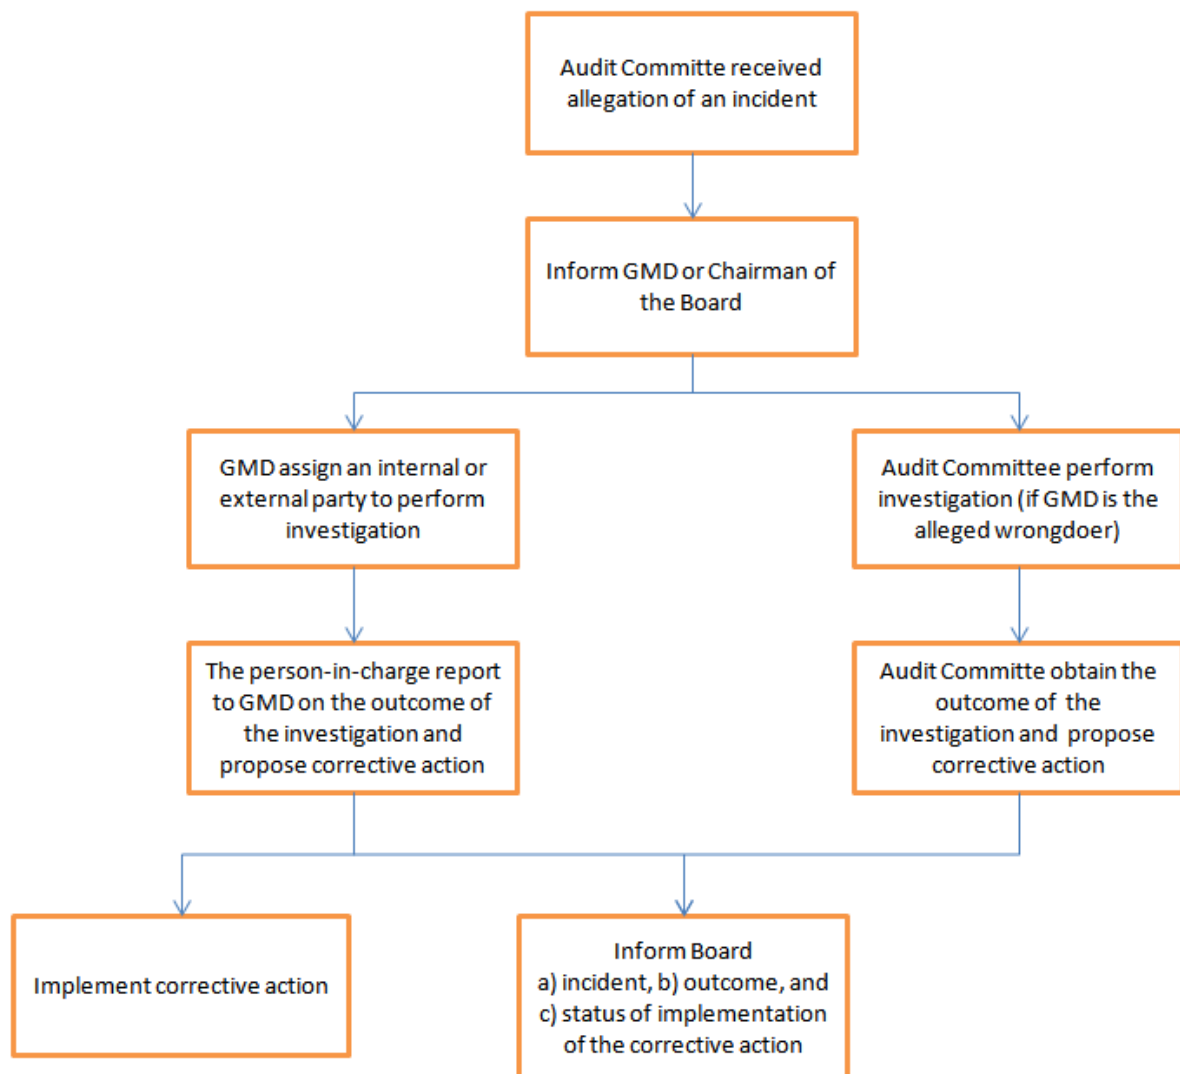 Audit Committe received
allegation of an incident
Inform GMD or Chairman of
the Board
GMD assign an internal or
external party to perform
investigation
Audit Committee perform
investigation (if GMD is the
alleged wrongdoer)
The person-in-charge report
to GMD on the outcome of
the investigation and
propose corrective action
Audit Committe obtain the
outcome of the
investigation and propose
corrective action
Implement corrective action
Inform Board
a) incident, b) outcome, and
c) status of implementation
of the corrective action